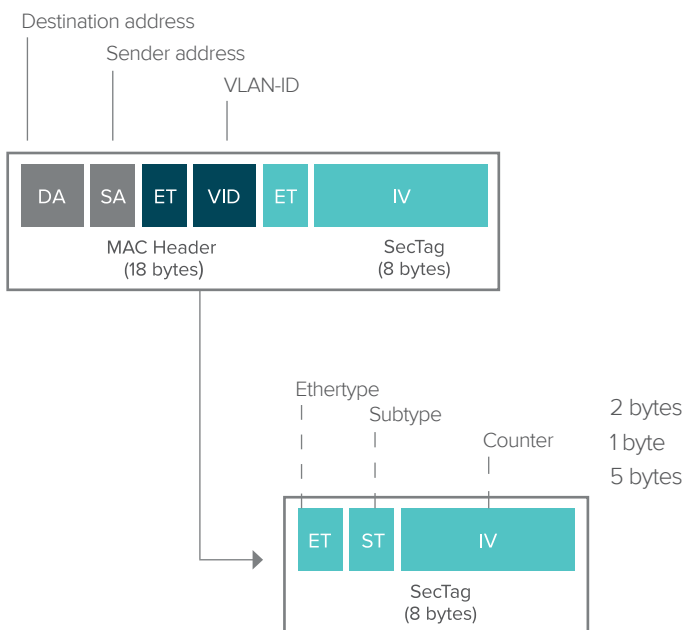 Destination address
Sender address
VLAN-ID
DA SA ET VID ET IV
MAC Header
(18 bytes)
SecTag
(8 bytes)
Ethertype
Subtype
Counter
2 bytes
1 byte
5 bytes
ET ST IV
SecTag
(8 bytes)